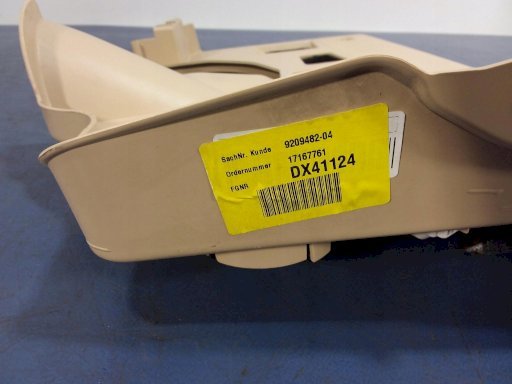 SachNr. Kunde 9209482-04
Ordernummer 17167761
FGNR DX41124